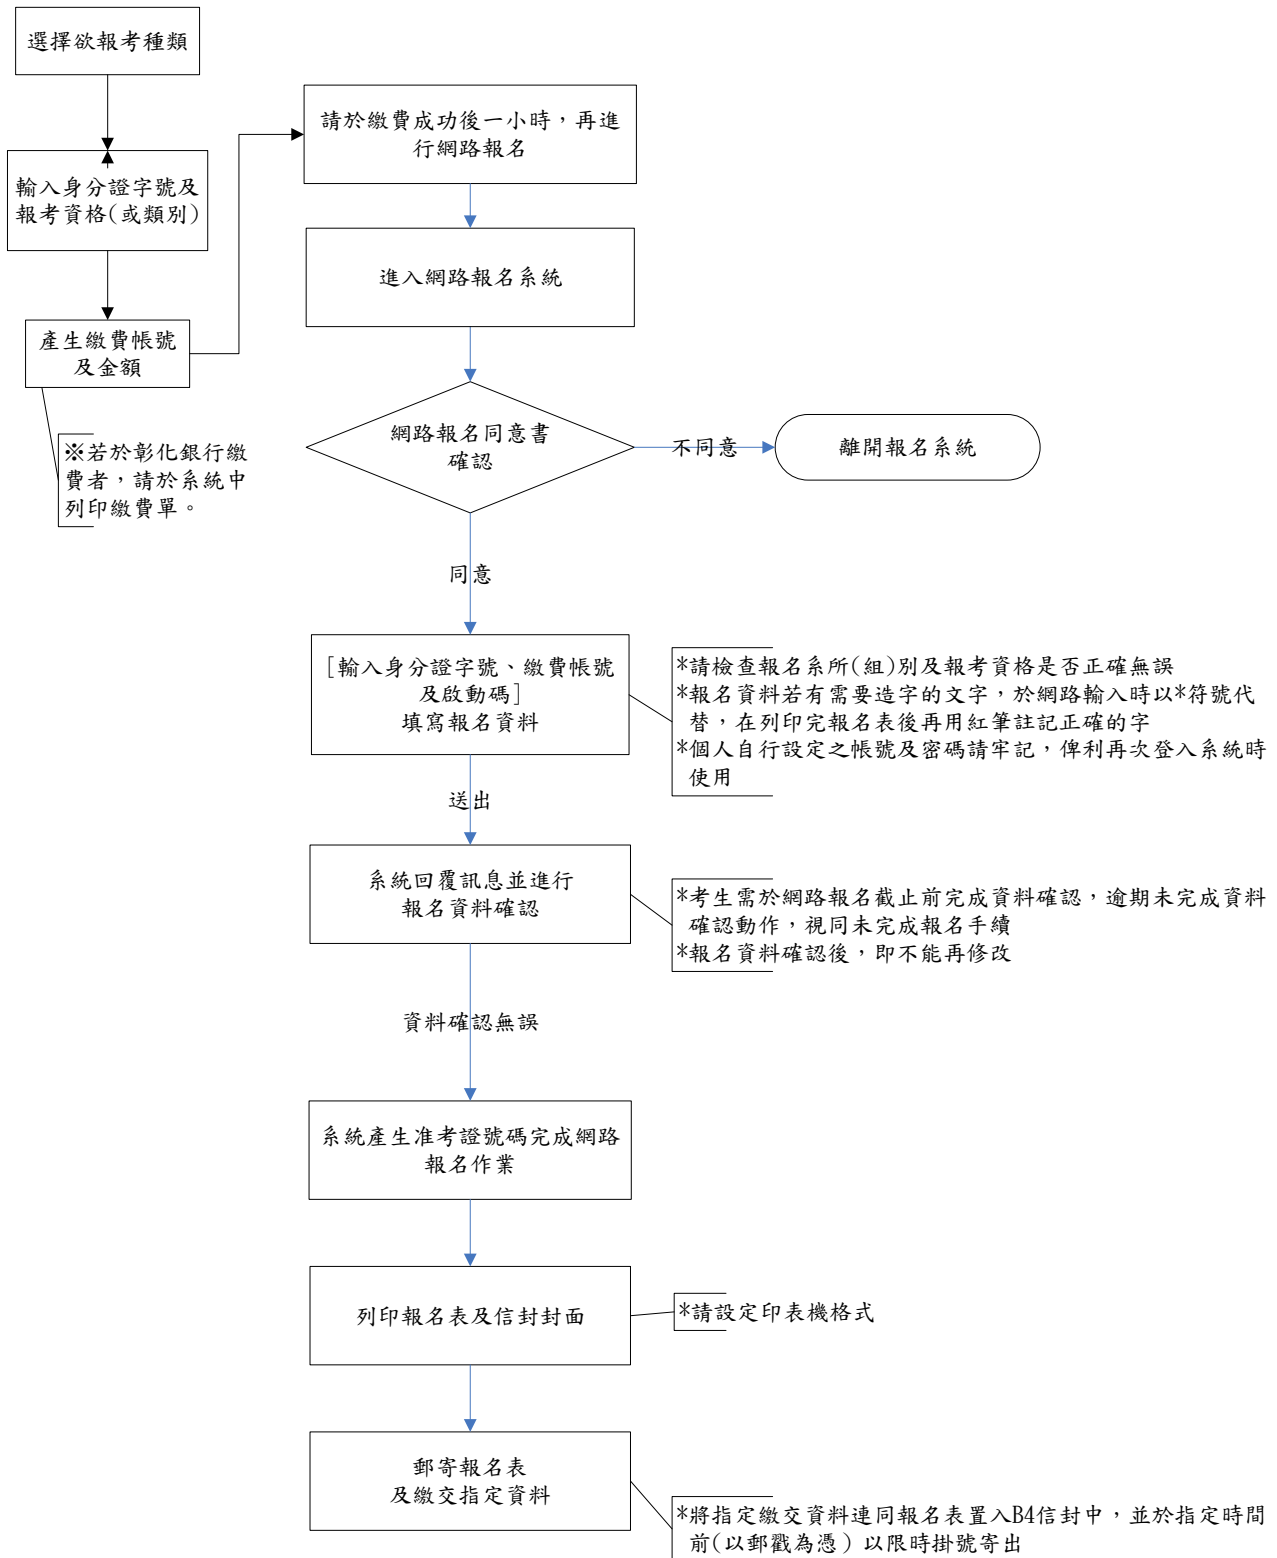 選擇欲報考種類
輸入身分證字號及
報考資格(或類別)
產生繳費帳號
及金額
※若於彰化銀行繳
費者，請於系統中
列印繳費單。
請於繳費成功後一小時，再進
行網路報名
進入網路報名系統
網路報名同意書
確認
不同意
離開報名系統
同意
[輸入身分證字號、繳費帳號
及啟動碼]
填寫報名資料
*請檢查報名系所(組)別及報考資格是否正確無誤
*報名資料若有需要造字的文字，於網路輸入時以*符號代
替，在列印完報名表後再用紅筆註記正確的字
*個人自行設定之帳號及密碼請牢記，俾利再次登入系統時
使用
送出
系統回覆訊息並進行
報名資料確認
*考生需於網路報名截止前完成資料確認，逾期未完成資料
確認動作，視同未完成報名手續
*報名資料確認後，即不能再修改
資料確認無誤
系統產生准考證號碼完成網路
報名作業
列印報名表及信封封面
*請設定印表機格式
郵寄報名表
及繳交指定資料
*將指定繳交資料連同報名表置入B4信封中，並於指定時間
前(以郵戳為憑)以限時掛號寄出